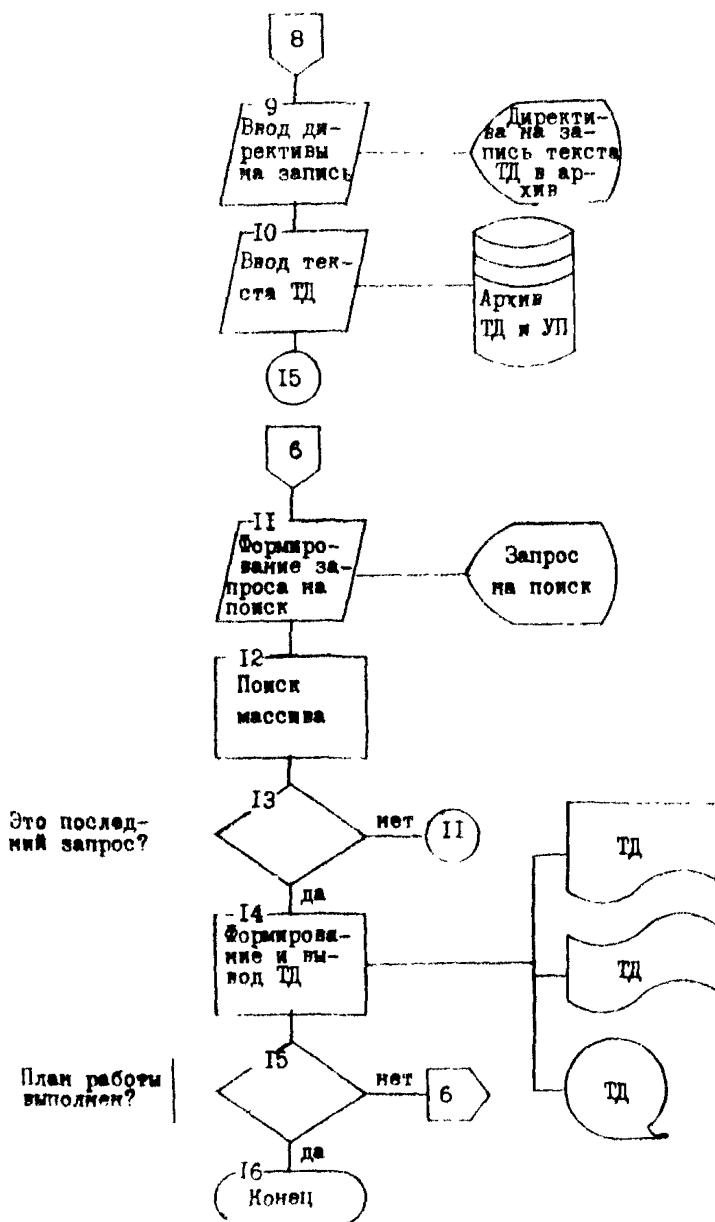 8
9
Ввод ди-
рективы
на запись
Директи-
ва на за-
пись текста
ТД в ар-
хив
10
Ввод тек-
ста ТД
Архив
ТД и УП
15
6
11
Формиро-
вание за-
проса на
поиск
Запрос
на поиск
12
Поиск
массива
13
Это послед-
ний запрос?
нет
11
да
ТД
14
Формирова-
ние и вы-
вод ТД
ТД
15
План работы
выполнен?
нет
6
ТД
да
16
Конец